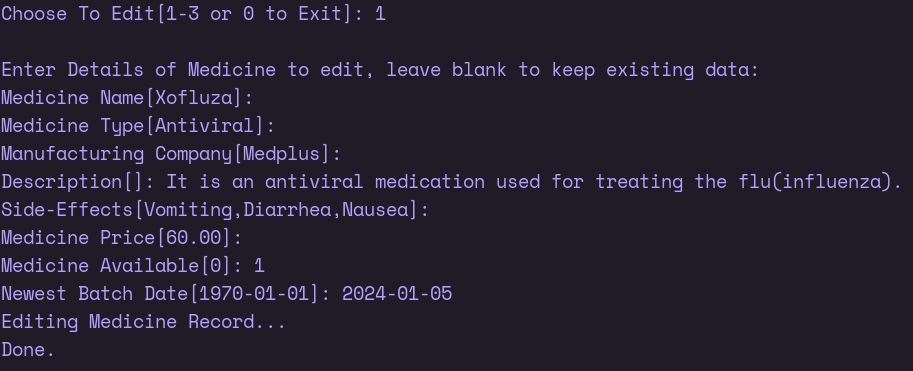 Choose To Edit[1-3 or 0 to Exit]: 1
Enter Details of Medicine to edit, leave blank to keep existing data:
Medicine Name[Xofluza]:
Medicine Type[Antiviral]:
Manufacturing Company[Medplus]:
Description[]: It is an antiviral medication used for treating the flu(influenza).
Side-Effects[Vomiting,Diarrhea,Nausea]:
Medicine Price[60.00]:
Medicine Available[0]: 1
Newest Batch Date[1970-01-01]: 2024-01-05
Editing Medicine Record...
Done.